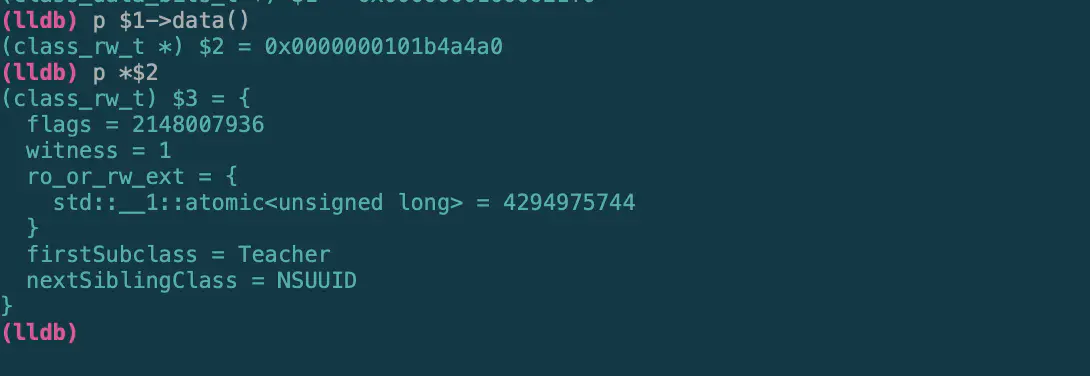 (lldb) p $1->data()
(class_rw_t *) $2 = 0x0000000101b4a4a0
(lldb) p *$2
(class_rw_t) $3 = {
  flags = 2148007936
  witness = 1
  ro_or_rw_ext = {
    std::__1::atomic<unsigned long> = 4294975744
  }
  firstSubclass = Teacher
  nextSiblingClass = NSUUID
}
(lldb)